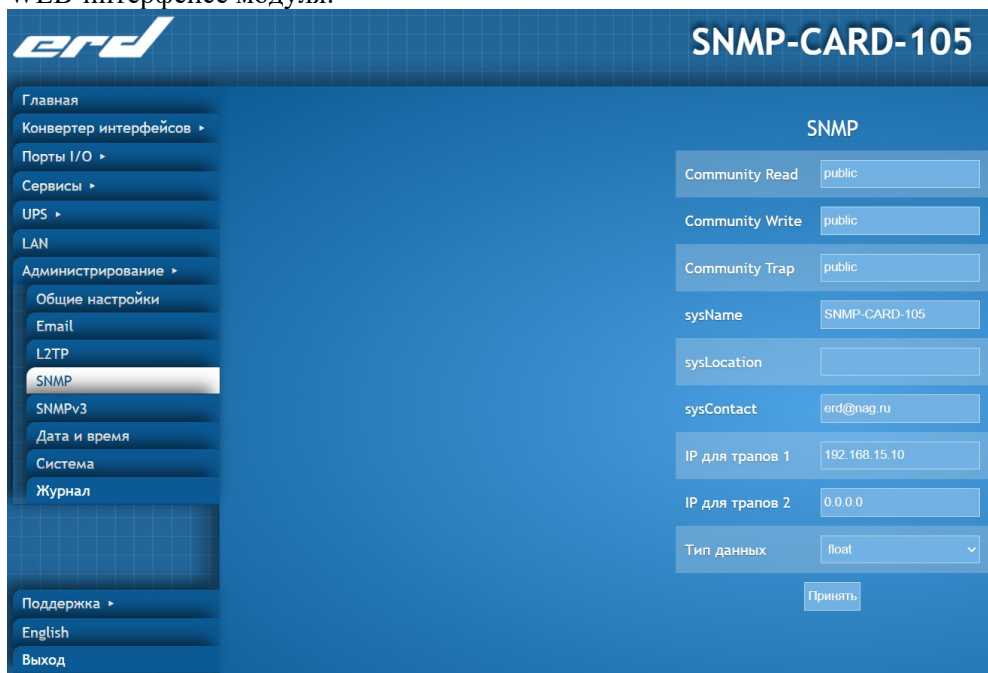 WEB-интерфейсе модуля:
erd
SNMP-CARD-105
Главная
Конвертер интерфейсов ▸
Порты I/O ▸
Сервисы ▸
UPS ▸
LAN
Администрирование ▸
Общие настройки
Email
L2TP
SNMP
SNMPv3
Дата и время
Система
Журнал
Поддержка ▸
English
Выход
SNMP
Community Read public
Community Write public
Community Trap public
sysName SNMP-CARD-105
sysLocation
sysContact erd@nag.ru
IP для трапов 1 192.168.15.10
IP для трапов 2 0.0.0.0
Тип данных float
Принять